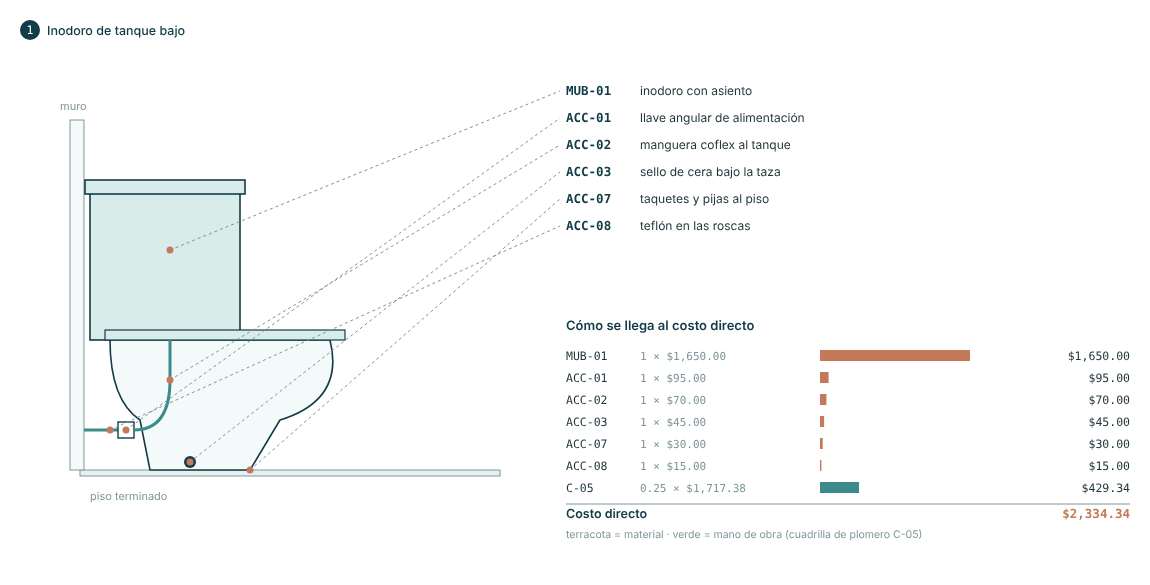 1 Inodoro de tanque bajo
muro
MUB-01 inodoro con asiento
ACC-01 llave angular de alimentación
ACC-02 manguera coflex al tanque
ACC-03 sello de cera bajo la taza
ACC-07 taquetes y pijas al piso
ACC-08 teflón en las roscas
piso terminado
Cómo se llega al costo directo
MUB-01 1 × $1,650.00 $1,650.00
ACC-01 1 × $95.00 $95.00
ACC-02 1 × $70.00 $70.00
ACC-03 1 × $45.00 $45.00
ACC-07 1 × $30.00 $30.00
ACC-08 1 × $15.00 $15.00
C-05 0.25 × $1,717.38 $429.34
Costo directo $2,334.34
terracota = material · verde = mano de obra (cuadrilla de plomero C-05)